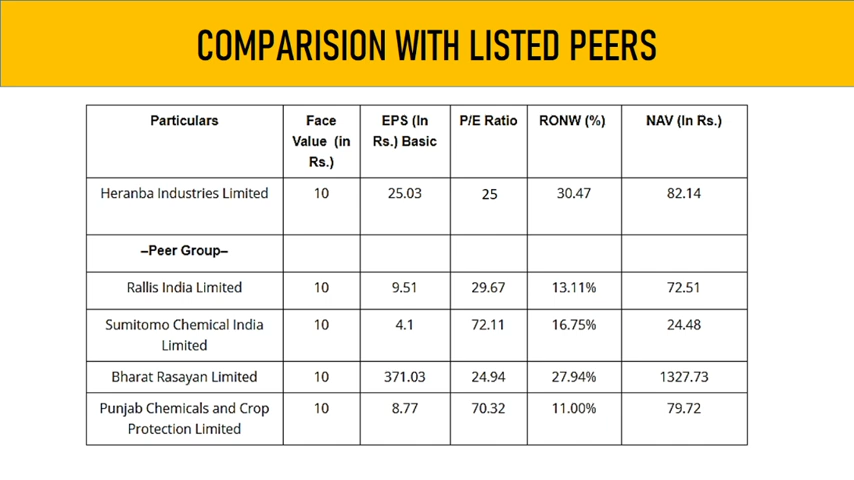 COMPARISION WITH LISTED PEERS
Particulars Face Value (in Rs.) EPS (In Rs.) Basic P/E Ratio RONW (%) NAV (In Rs.)
Heranba Industries Limited 10 25.03 25 30.47 82.14
–Peer Group–
Rallis India Limited 10 9.51 29.67 13.11% 72.51
Sumitomo Chemical India Limited 10 4.1 72.11 16.75% 24.48
Bharat Rasayan Limited 10 371.03 24.94 27.94% 1327.73
Punjab Chemicals and Crop Protection Limited 10 8.77 70.32 11.00% 79.72